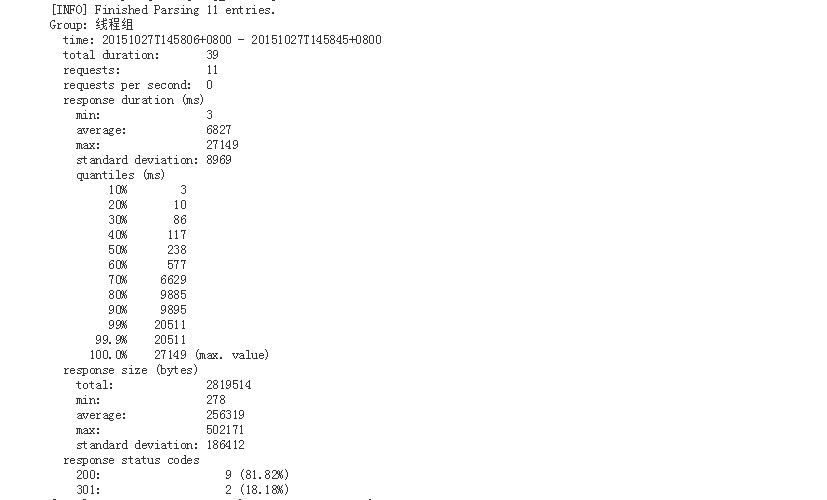 [INFO] Finished Parsing 11 entries.
Group: 线程组
time: 20151027T145806+0800 - 20151027T145845+0800
total duration: 39
requests: 11
requests per second: 0
response duration (ms)
min: 3
average: 6827
max: 27149
standard deviation: 8969
quantiles (ms)
10% 3
20% 10
30% 86
40% 117
50% 238
60% 577
70% 6629
80% 9885
90% 9895
99% 20511
99.9% 20511
100.0% 27149 (max. value)
response size (bytes)
total: 2819514
min: 278
average: 256319
max: 502171
standard deviation: 186412
response status codes
200: 9 (81.82%)
301: 2 (18.18%)